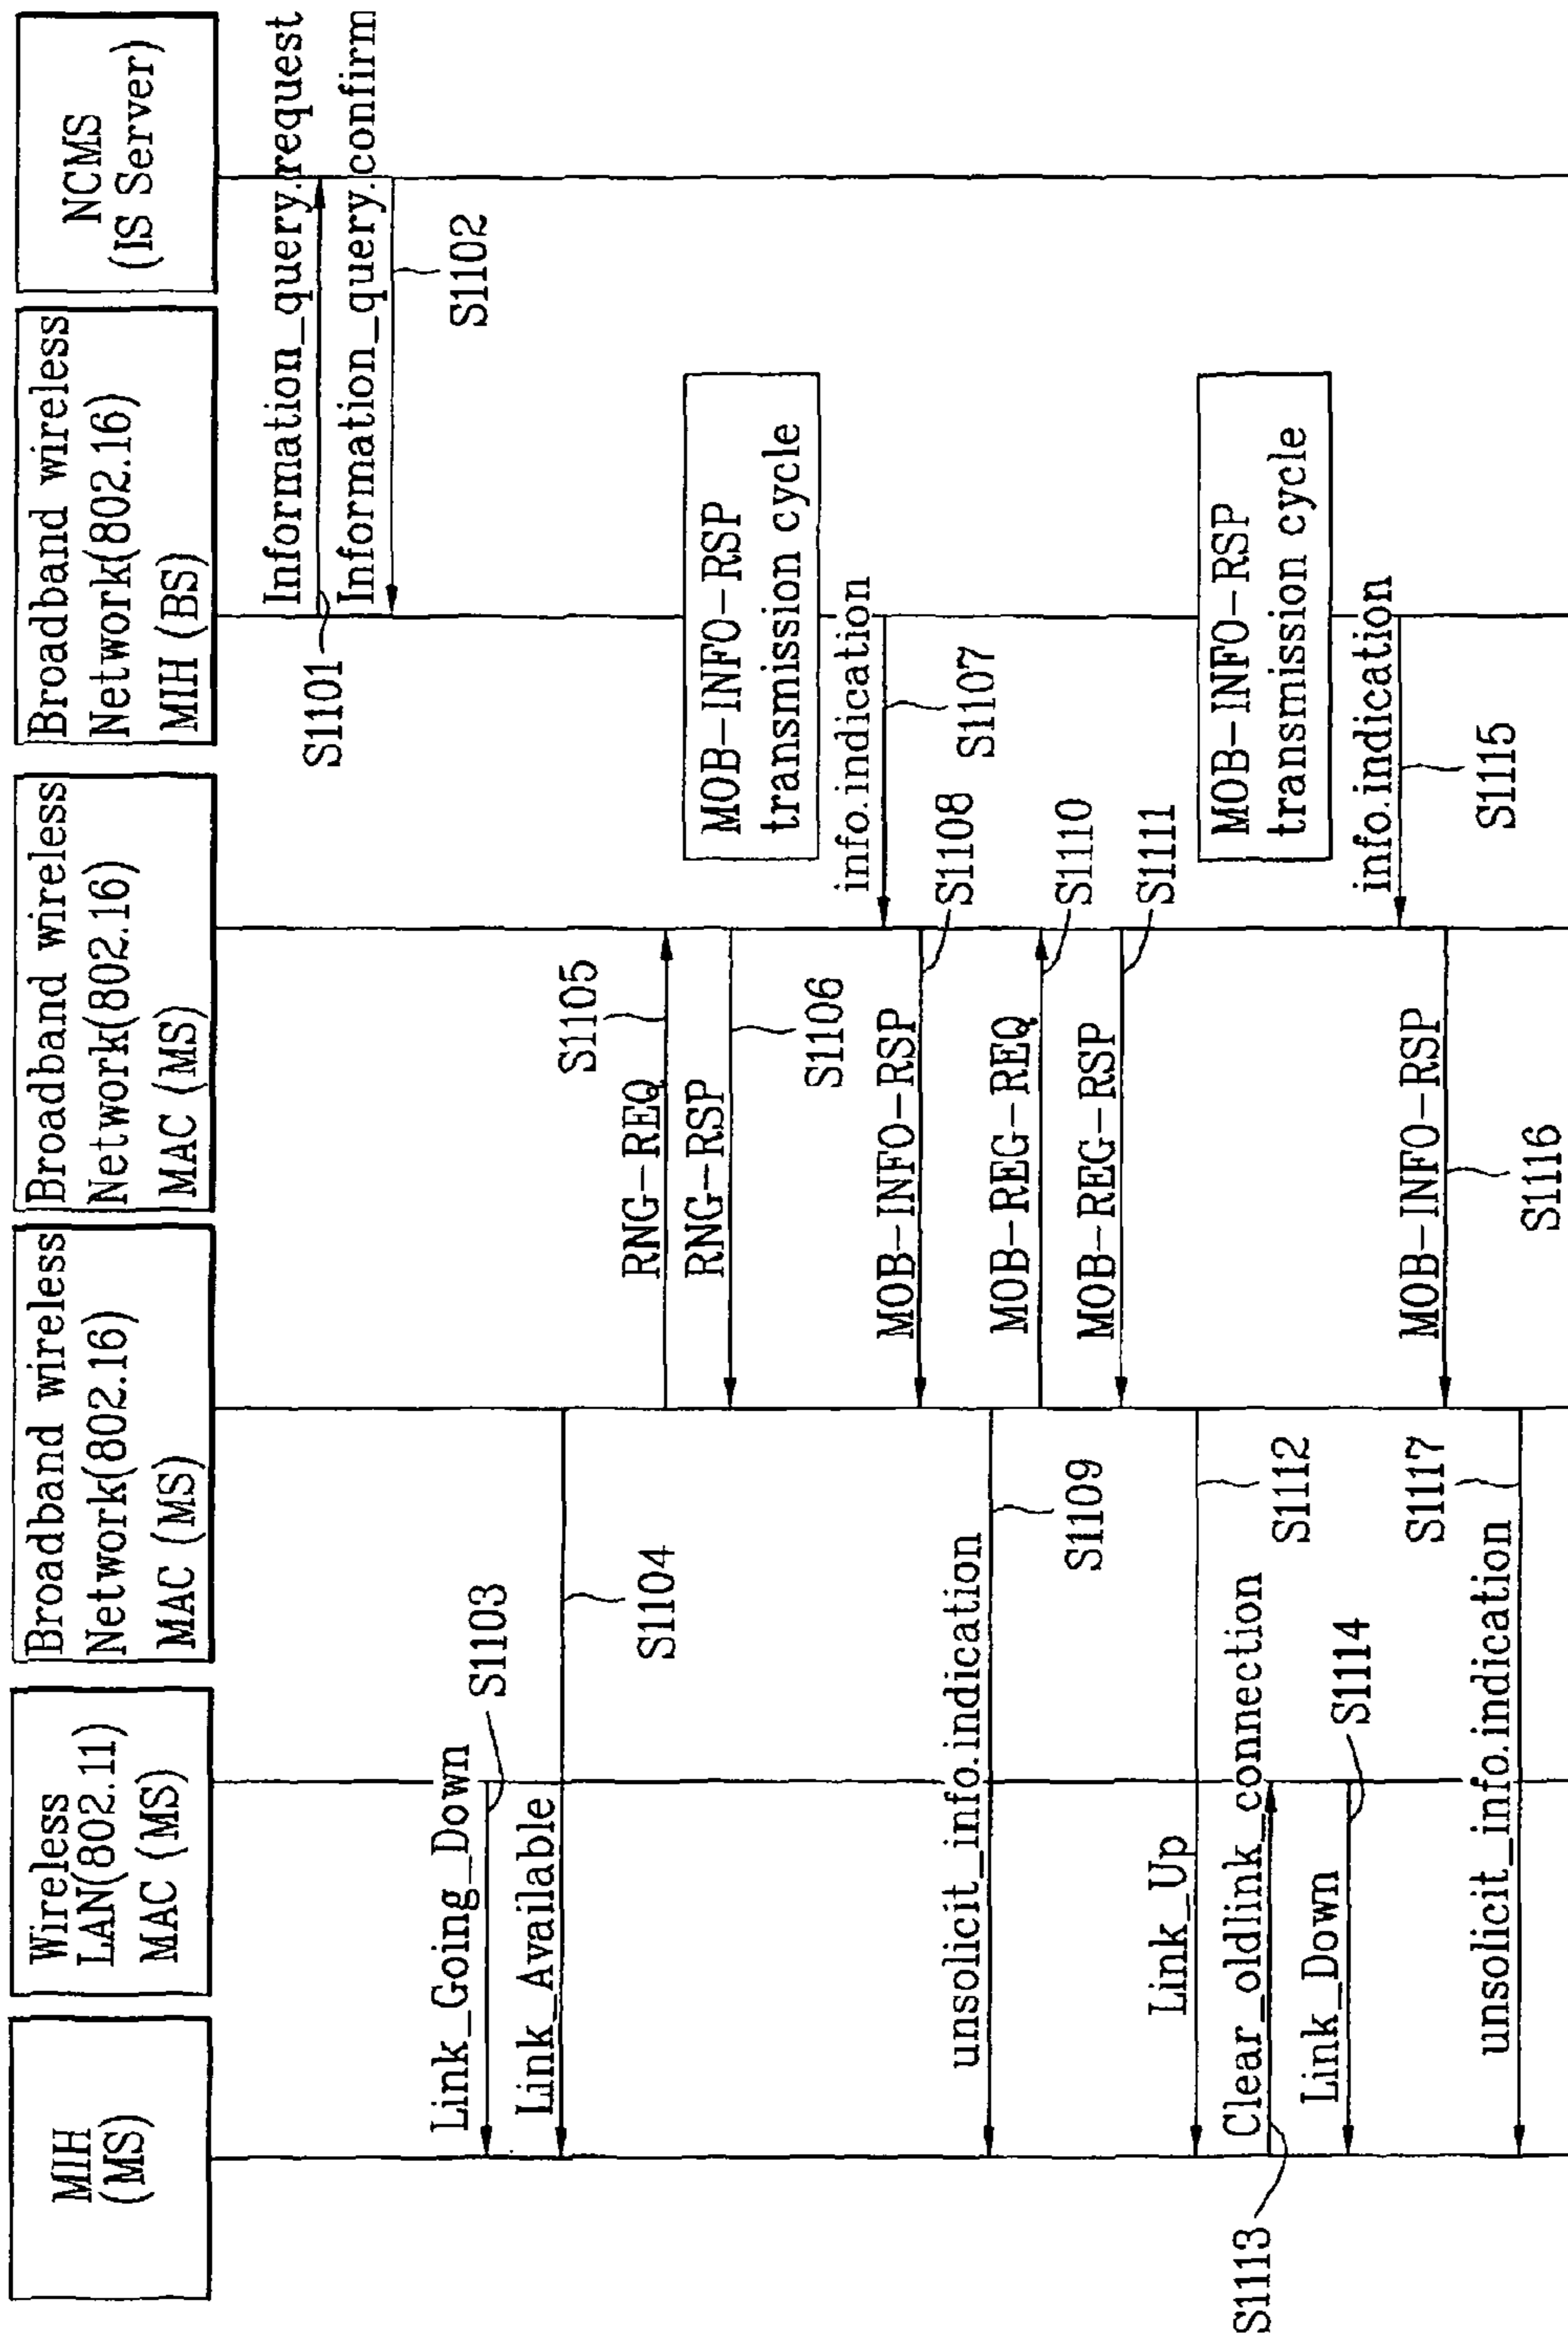 MIH
(MS)
Wireless
LAN(802.11)
MAC (MS)
Broadband wireless
Network(802.16)
MAC (MS)
Broadband wireless
Network(802.16)
MAC (MS)
Broadband wireless
Network(802.16)
MIH (BS)
NCMS
(IS Server)
Information_query.request
S1101
Information_query.confirm
S1102
Link_Going_Down
S1103
Link_Available
S1104
RNG-REQ
S1105
RNG-RSP
S1106
MOB-INFO-RSP
transmission cycle
info.indication
S1107
MOB-INFO-RSP
S1108
unsolicit_info.indication
S1109
MOB-REG-REQ
S1110
MOB-REG-RSP
S1111
Link_Up
S1112
Clear_oldlink_connection
S1113
Link_Down
S1114
MOB-INFO-RSP
transmission cycle
info.indication
S1115
MOB-INFO-RSP
S1116
unsolicit_info.indication
S1117